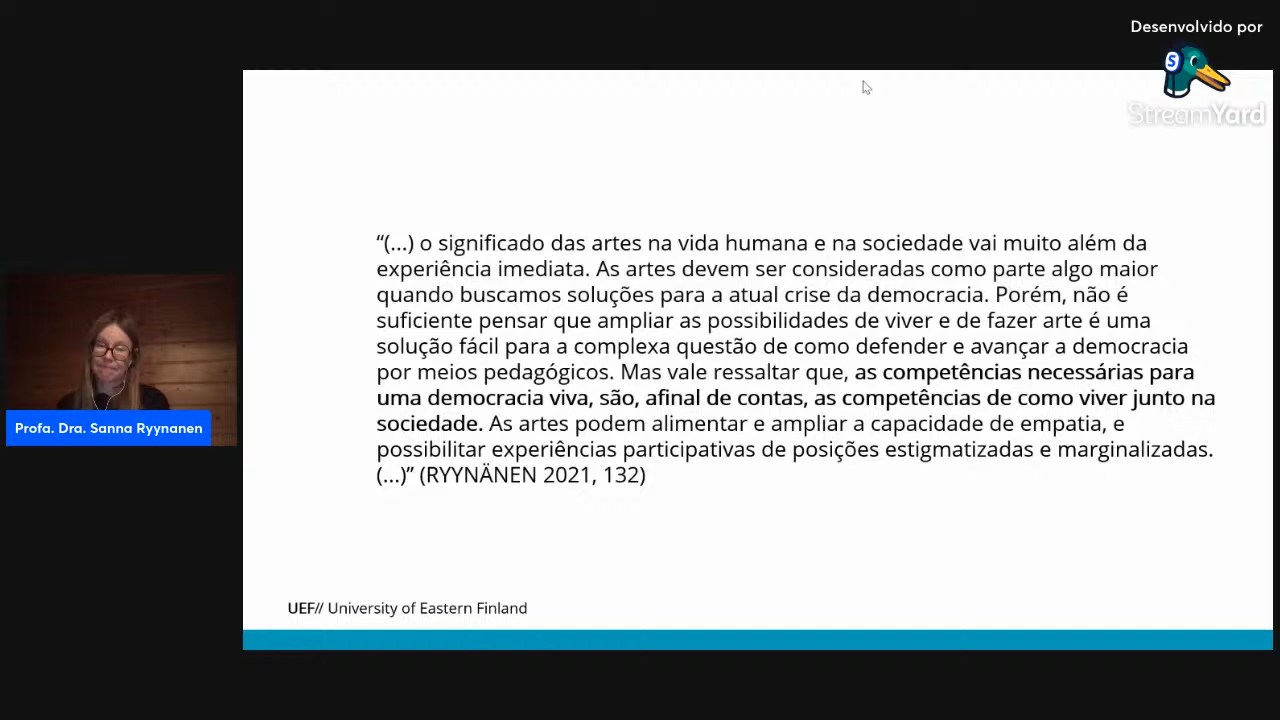 Desenvolvido por
StreamYard
“(...) o significado das artes na vida humana e na sociedade vai muito além da
experiência imediata. As artes devem ser consideradas como parte algo maior
quando buscamos soluções para a atual crise da democracia. Porém, não é
suficiente pensar que ampliar as possibilidades de viver e de fazer arte é uma
solução fácil para a complexa questão de como defender e avançar a democracia
por meios pedagógicos. Mas vale ressaltar que, as competências necessárias para
uma democracia viva, são, afinal de contas, as competências de como viver junto na
sociedade. As artes podem alimentar e ampliar a capacidade de empatia, e
possibilitar experiências participativas de posições estigmatizadas e marginalizadas.
(...)” (RYYNÄNEN 2021, 132)
Profa. Dra. Sanna Ryynanen
UEF// University of Eastern Finland